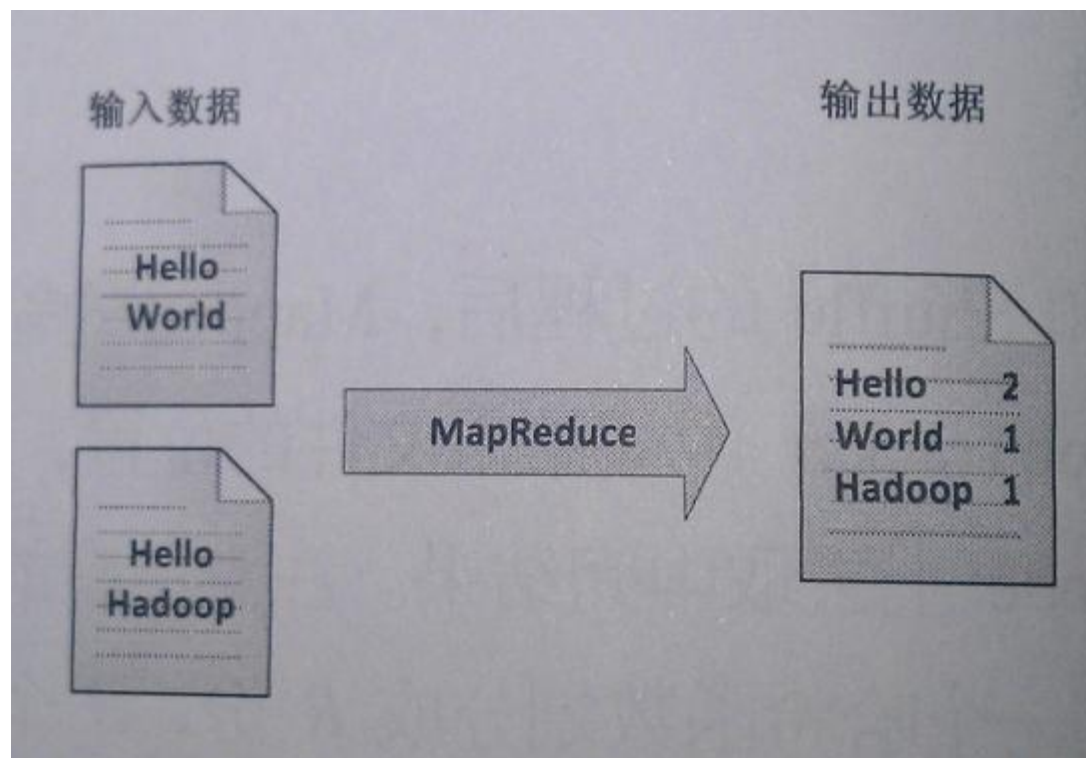 输入数据
Hello
World
Hello
Hadoop
MapReduce
输出数据
Hello 2
World 1
Hadoop 1